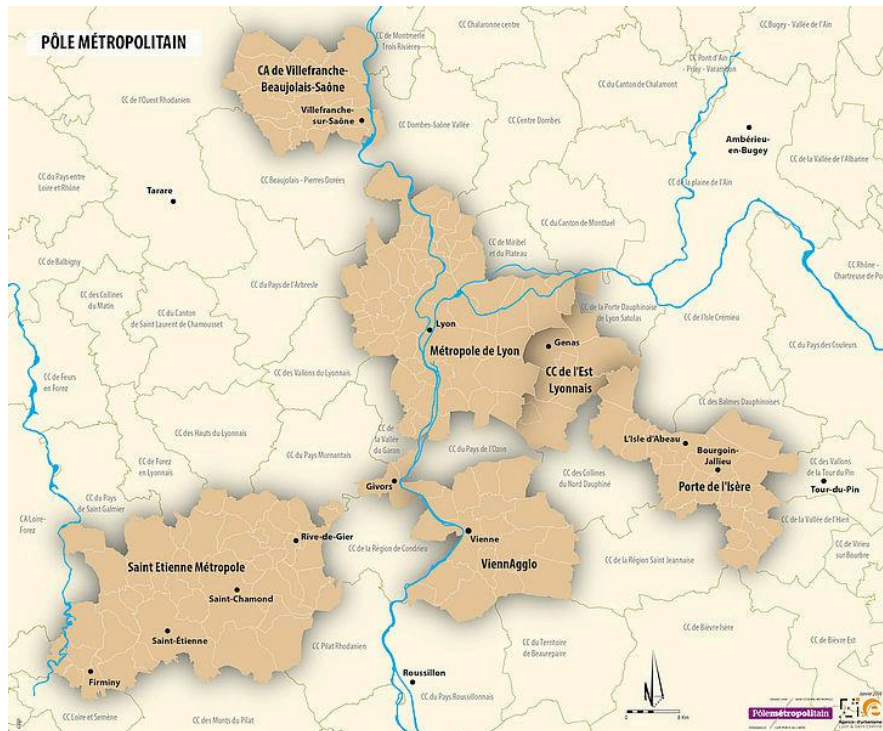 PÔLE MÉTROPOLITAIN
CC de Montmerle
Trois Rivières
CC Chalaronne centre
CC Bugey - Vallée de l'Ain
CC Pont d'Ain
- Priay - Varambon
CA de Villefranche-
Beaujolais-Saône
CC du Canton de Chalamont
CC de l'Ouest Rhodanien
Villefranche-
sur-Saône
CC Dombes-Saône Vallée
CC Centre Dombes
Ambérieu-
en-Bugey
CC de la Vallée de l'Albarine
CC du Pays entre
Loire et Rhône
CC Beaujolais - Pierres Dorées
CC de la plaine de l'Ain
Tarare
CC du Canton de Montluel
CC de Miribel
et du Plateau
CC de Balbigny
CC Rhône -
Chartreuse de Po
CC du Pays de l'Arbresle
CC des Collines
du Matin
CC du Canton
de Saint Laurent de Chamousset
CC de la Porte Dauphinoise
de Lyon Satolas
CC de l'Isle Crémieu
Lyon
Métropole de Lyon
Genas
CC du Pays des Couleurs
CC de l'Est
Lyonnais
CC de Feurs
en Forez
CC des Vallons du Lyonnais
CC des Balmes Dauphinoises
CC des Hauts du Lyonnais
CC de
la Vallée
du Garon
L'Isle d'Abeau
CC du Pays Mornantais
CC du Pays de l'Ozon
Bourgoin-
Jallieu
CC de Forez
en Lyonnais
CC des Collines
du Nord Dauphiné
CC des Vallons
de la Tour du Pin
Givors
Porte de l'Isère
Tour-du-Pin
CC du Pays
de Saint Galmier
CA Loire-
Forez
CC de la Vallée de l'Hien
Rive-de-Gier
Vienne
CC de Virieu
sur Bourbre
CC de la Région de Condrieu
Saint Etienne Métropole
ViennAgglo
CC de la Région Saint Jeannaise
Saint-Chamond
Saint-Étienne
CC de Bièvre Isère
CC Pilat Rhodanien
CC du Territoire
de Beaurepaire
CC de Bièvre Est
Firminy
Roussillon
CC du Pays Roussillonnais
N
CC Loire et Semène
CC des Monts du Pilat
0
8 Km
Pôlemétropolitain